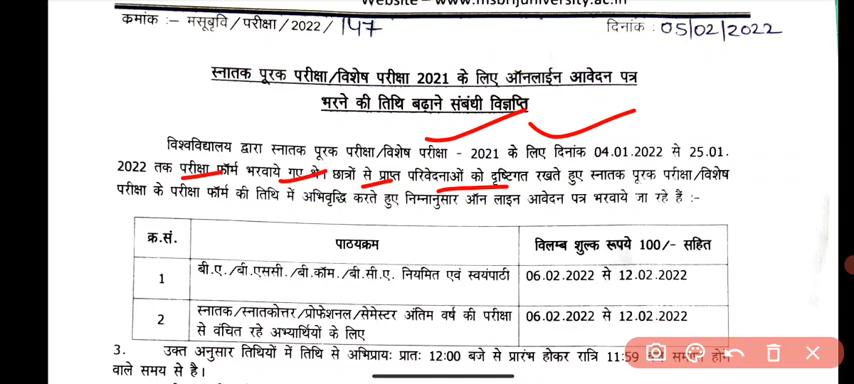 Website – www.msbrijuniversity.ac.in
कमांक :– मसूबृवि/परीक्षा/2022/147 दिनांक : 05/02/2022
स्नातक पूरक परीक्षा/विशेष परीक्षा 2021 के लिए ऑनलाईन आवेदन पत्र
भरने की तिथि बढ़ाने संबंधी विज्ञप्ति
विश्वविद्यालय द्वारा स्नातक पूरक परीक्षा/विशेष परीक्षा - 2021 के लिए दिनांक 04.01.2022 से 25.01.
2022 तक परीक्षा फॉर्म भरवाये गए थे। छात्रों से प्राप्त परिवेदनाओं को दृष्टिगत रखते हुए स्नातक पूरक परीक्षा/विशेष
परीक्षा के परीक्षा फॉर्म की तिथि में अभिवृद्धि करते हुए निम्नानुसार ऑन लाइन आवेदन पत्र भरवाये जा रहे हैं :–
क्र.सं. पाठयक्रम विलम्ब शुल्क रूपये 100/- सहित
1 बी.ए./बी.एससी./बी.कॉम./बी.सी.ए. नियमित एवं स्वयंपाठी 06.02.2022 से 12.02.2022
2 स्नातक/स्नातकोत्तर/प्रोफेशनल/सेमेस्टर अंतिम वर्ष की परीक्षा 06.02.2022 से 12.02.2022
से वंचित रहे अभ्यार्थियों के लिए
3. उक्त अनुसार तिथियों में तिथि से अभिप्रायः प्रातः 12:00 बजे से प्रारंभ होकर रात्रि 11:59
वाले समय से है।